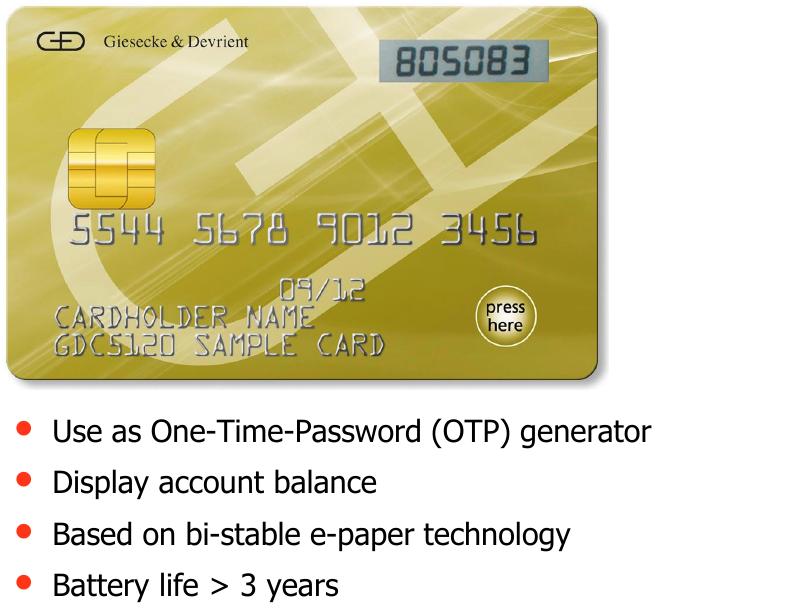 Giesecke & Devrient
805083
5544 5678 9012 3456
09/12
CARDHOLDER NAME
GDC5120 SAMPLE CARD
press
here
• Use as One-Time-Password (OTP) generator
• Display account balance
• Based on bi-stable e-paper technology
• Battery life > 3 years